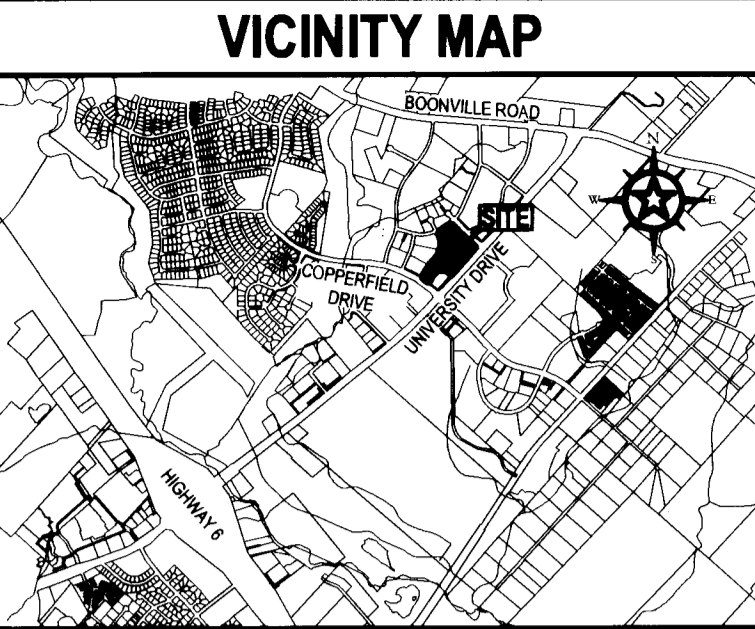 VICINITY MAP
BOONVILLE ROAD
N
W
E
S
SITE
COPPERFIELD
DRIVE
UNIVERSITY DRIVE
HIGHWAY 6